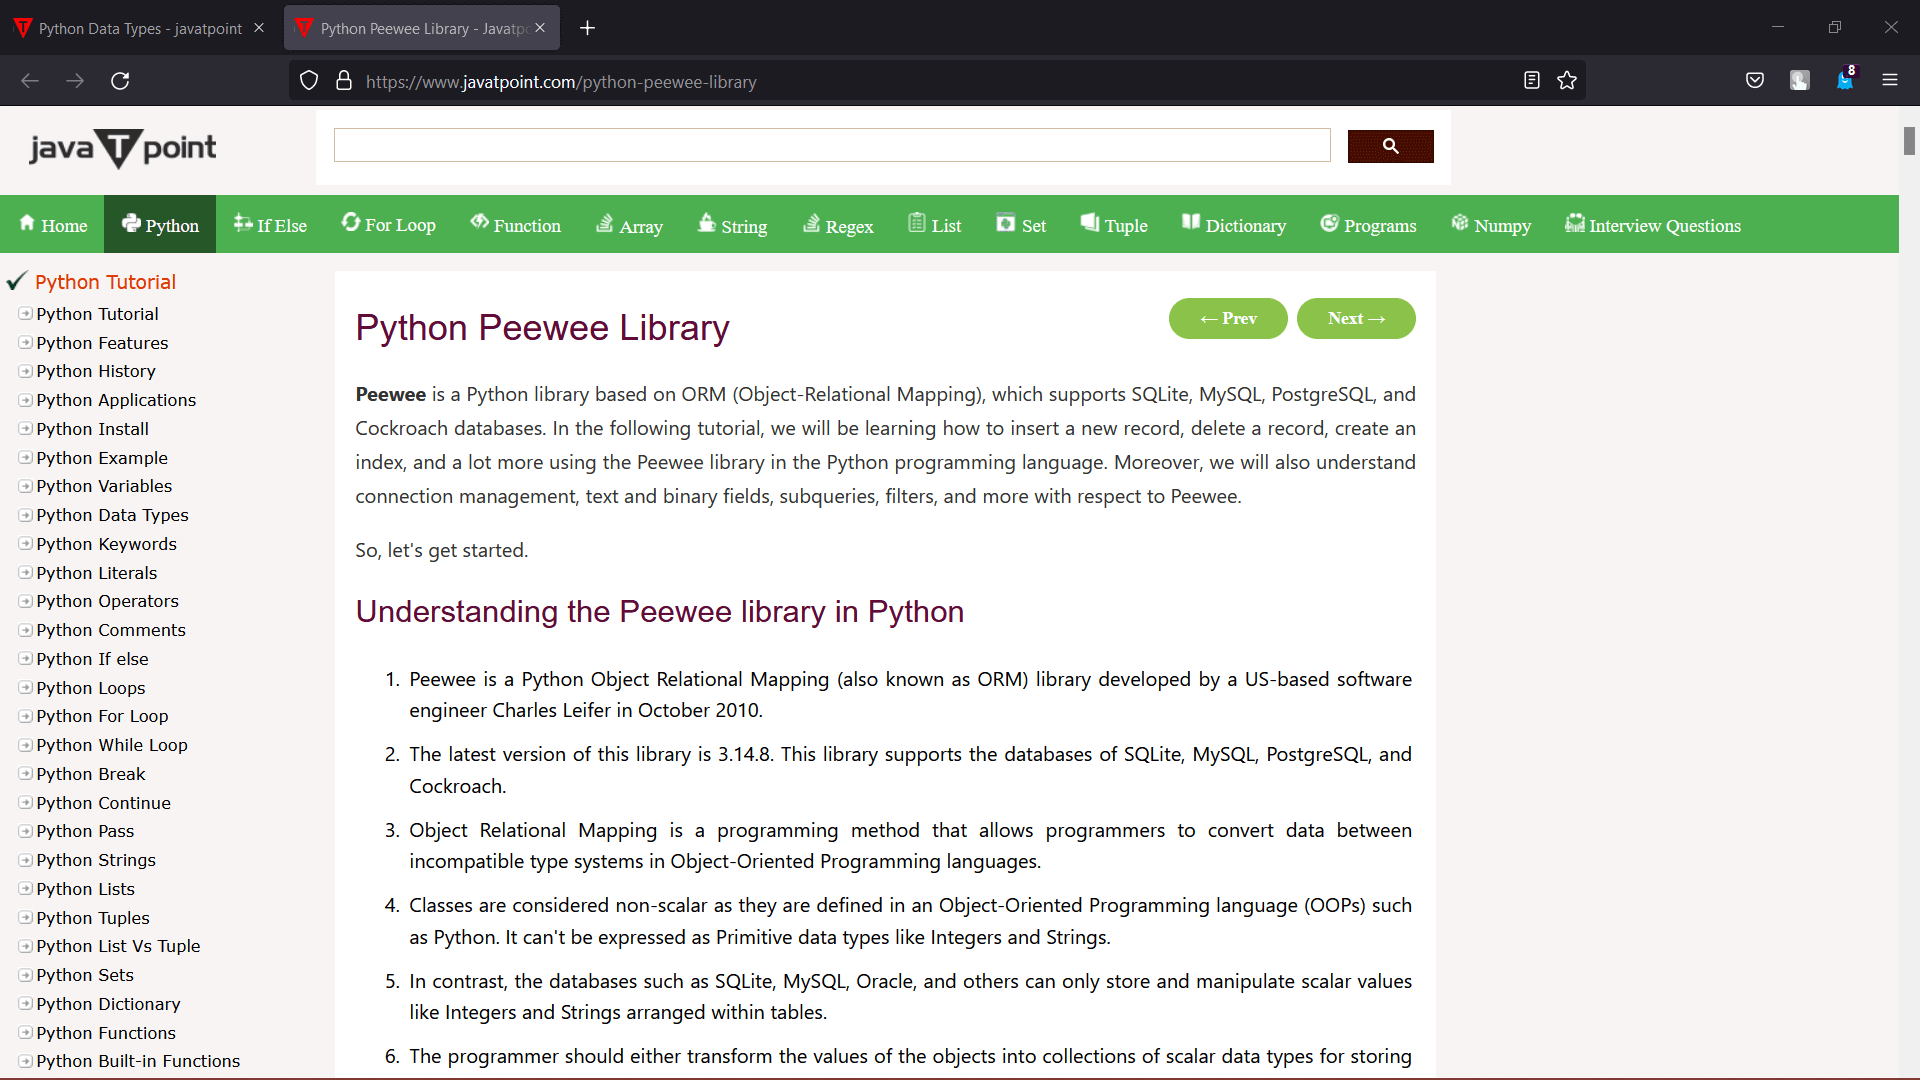 Python Data Types - javatpoint
Python Peewee Library - Javatpo
https://www.javatpoint.com/python-peewee-library
8
java T point
Home Python If Else For Loop Function Array String Regex List Set Tuple Dictionary Programs Numpy Interview Questions
Python Tutorial
Python Tutorial
Python Features
Python History
Python Applications
Python Install
Python Example
Python Variables
Python Data Types
Python Keywords
Python Literals
Python Operators
Python Comments
Python If else
Python Loops
Python For Loop
Python While Loop
Python Break
Python Continue
Python Pass
Python Strings
Python Lists
Python Tuples
Python List Vs Tuple
Python Sets
Python Dictionary
Python Functions
Python Built-in Functions
Python Peewee Library
← Prev
Next →
Peewee is a Python library based on ORM (Object-Relational Mapping), which supports SQLite, MySQL, PostgreSQL, and
Cockroach databases. In the following tutorial, we will be learning how to insert a new record, delete a record, create an
index, and a lot more using the Peewee library in the Python programming language. Moreover, we will also understand
connection management, text and binary fields, subqueries, filters, and more with respect to Peewee.
So, let's get started.
Understanding the Peewee library in Python
1. Peewee is a Python Object Relational Mapping (also known as ORM) library developed by a US-based software
engineer Charles Leifer in October 2010.
2. The latest version of this library is 3.14.8. This library supports the databases of SQLite, MySQL, PostgreSQL, and
Cockroach.
3. Object Relational Mapping is a programming method that allows programmers to convert data between
incompatible type systems in Object-Oriented Programming languages.
4. Classes are considered non-scalar as they are defined in an Object-Oriented Programming language (OOPs) such
as Python. It can't be expressed as Primitive data types like Integers and Strings.
5. In contrast, the databases such as SQLite, MySQL, Oracle, and others can only store and manipulate scalar values
like Integers and Strings arranged within tables.
6. The programmer should either transform the values of the objects into collections of scalar data types for storing